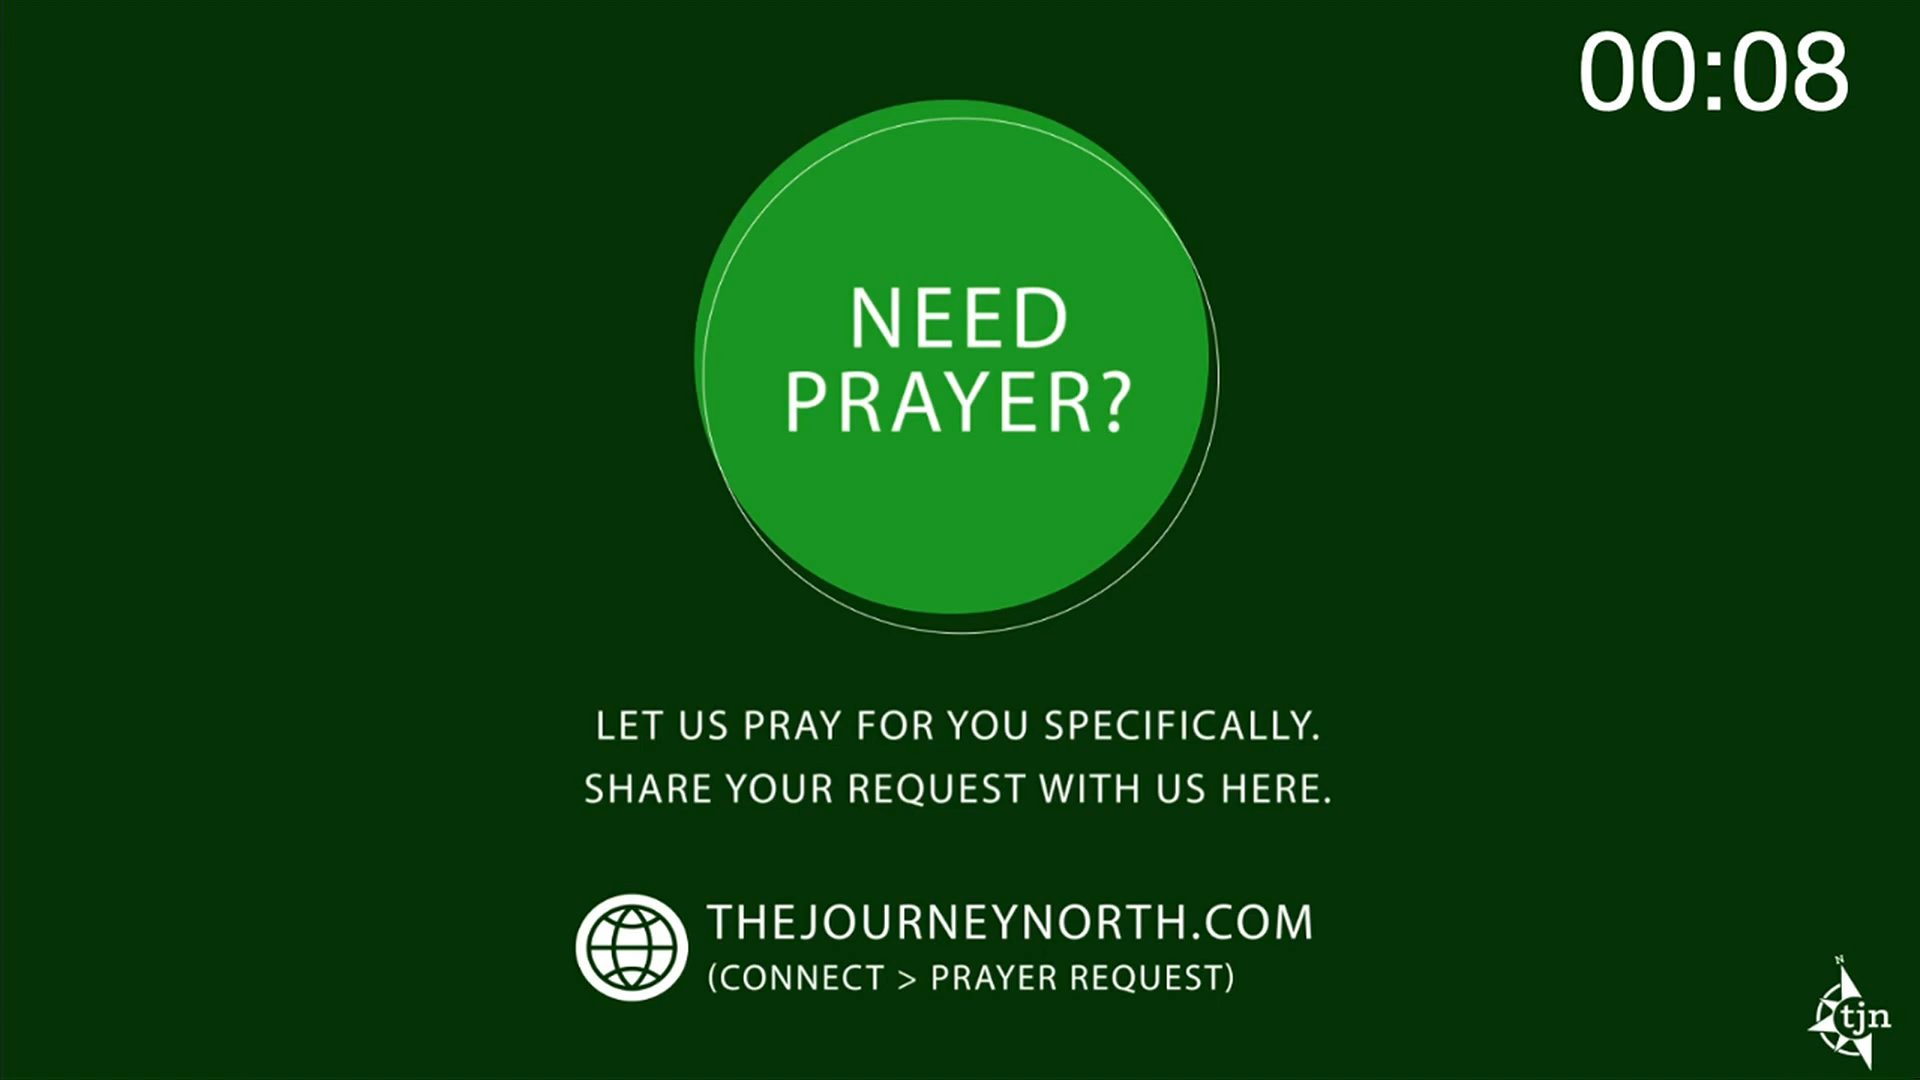 00:08
NEED
PRAYER?
LET US PRAY FOR YOU SPECIFICALLY.
SHARE YOUR REQUEST WITH US HERE.
THEJOURNEYNORTH.COM
(CONNECT > PRAYER REQUEST)
N
tjn